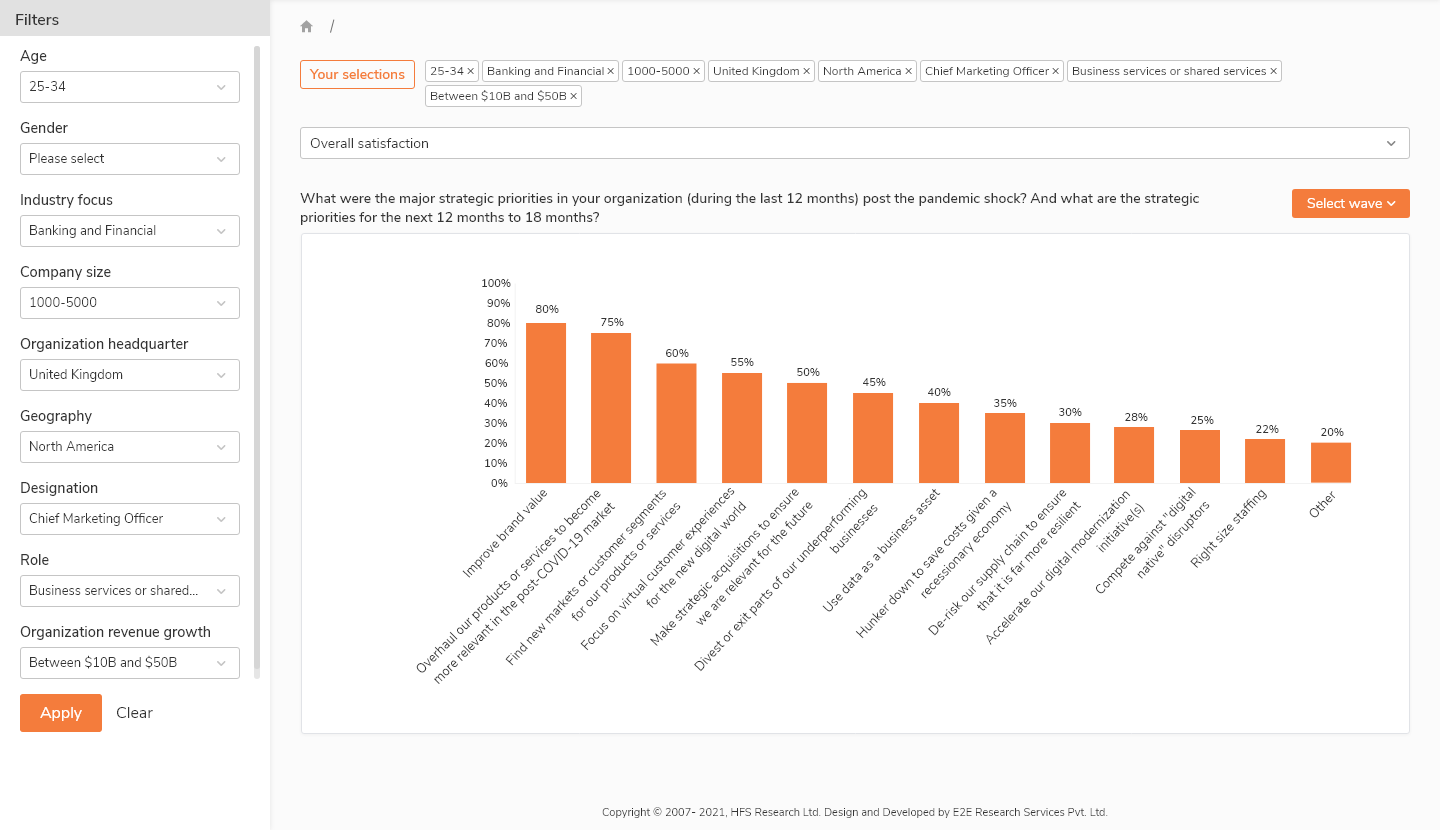 Filters
Age
25-34
Gender
Please select
Industry focus
Banking and Financial
Company size
1000-5000
Organization headquarter
United Kingdom
Geography
North America
Designation
Chief Marketing Officer
Role
Business services or shared...
Organization revenue growth
Between $10B and $50B
Apply Clear
/
Your selections
25-34 × Banking and Financial × 1000-5000 × United Kingdom × North America × Chief Marketing Officer × Business services or shared services ×
Between $10B and $50B ×
Overall satisfaction
What were the major strategic priorities in your organization (during the last 12 months) post the pandemic shock? And what are the strategic
priorities for the next 12 months to 18 months?
Select wave
100%
90%
80%
70%
60%
50%
40%
30%
20%
10%
0%
80%
75%
60%
55%
50%
45%
40%
35%
30%
28%
25%
22%
20%
Improve brand value
Overhaul our products or services to become
more relevant in the post-COVID-19 market
Find new markets or customer segments
for our products or services
Focus on virtual customer experiences
for the new digital world
Make strategic acquisitions to ensure
we are relevant for the future
Divest or exit parts of our underperforming
businesses
Use data as a business asset
Hunker down to save costs given a
recessionary economy
De-risk our supply chain to ensure
that it is far more resilient
Accelerate our digital modernization
initiative(s)
Compete against "digital
native" disruptors
Right size staffing
Other
Copyright © 2007- 2021, HFS Research Ltd. Design and Developed by E2E Research Services Pvt. Ltd.